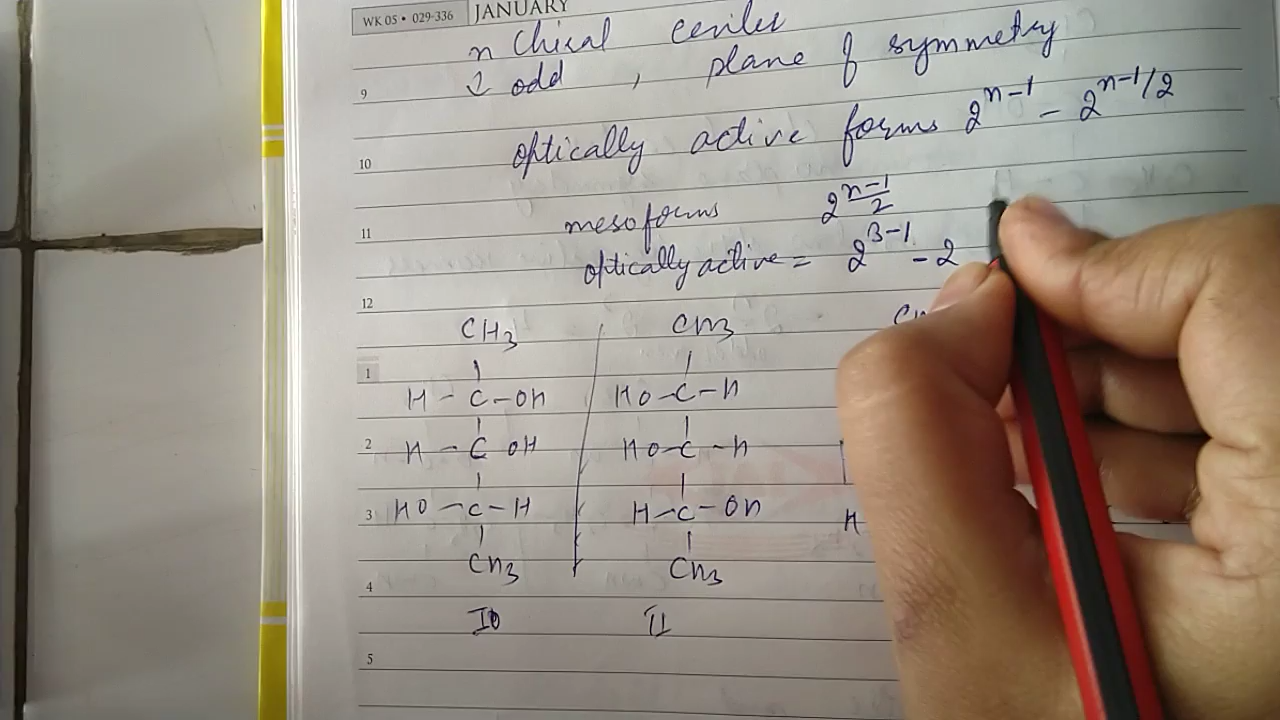 WK 05 • 029-336 JANUARY
n Chiral center
↓ odd , plane of symmetry
9
optically active forms 2^n-1 - 2^n-1/2
10
mesoforms 2^n-1/2
11
optically active = 2^3-1 - 2
12
CH3 CH3
1
H - C - OH HO - C - H
2
H - C OH HO - C - H
3
HO - C - H H - C - OH H
CH3 CH3
4
I II
5